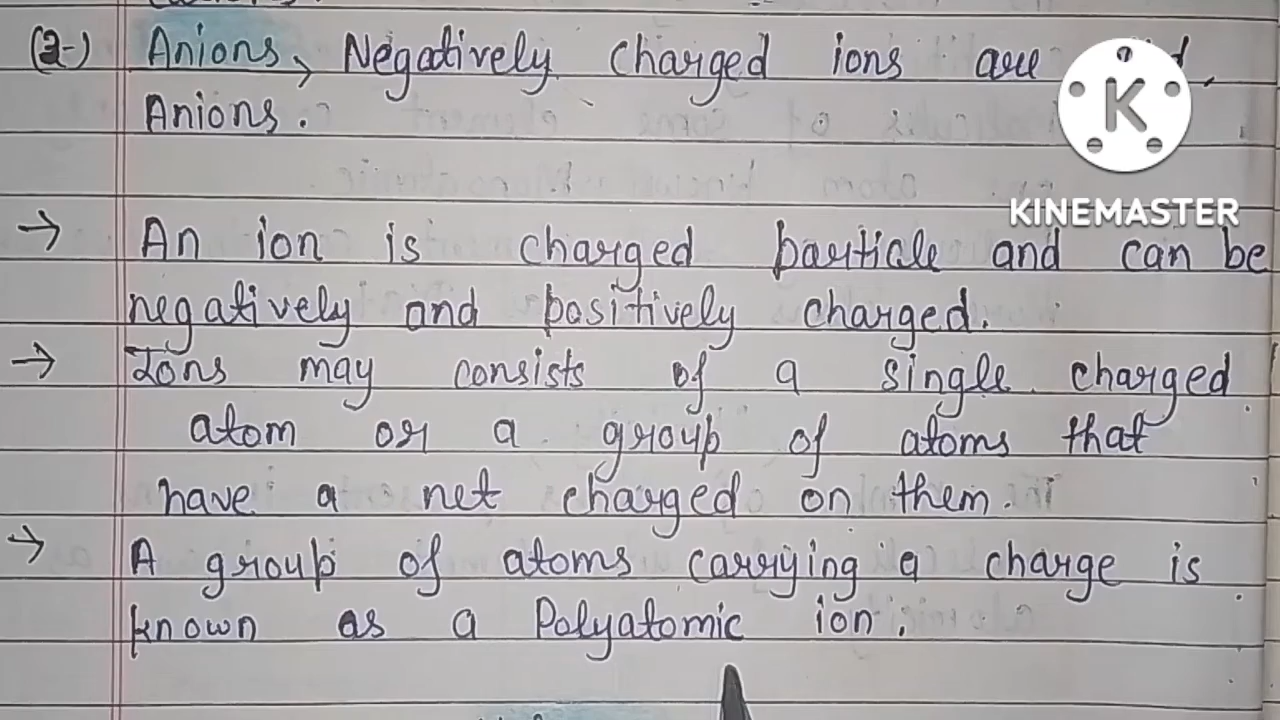 (2-) Anions, Negatively charged ions are
Anions.
→ An ion is charged particle and can be
negatively and positively charged.
→ Ions may consists of a single charged
atom or a group of atoms that
have a net charged on them.
→ A group of atoms carrying a charge is
known as a Polyatomic ion.
K
KINEMASTER